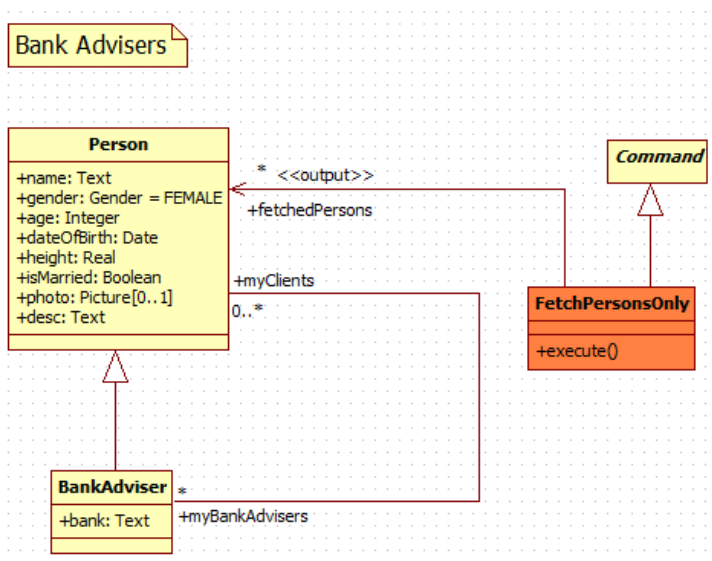 Bank Advisers
Person
+name: Text
+gender: Gender = FEMALE
+age: Integer
+dateOfBirth: Date
+height: Real
+isMarried: Boolean
+photo: Picture[0..1]
+desc: Text
* <<output>>
+fetchedPersons
Command
+myClients
0..*
FetchPersonsOnly
+execute()
BankAdviser
+bank: Text
*
+myBankAdvisers